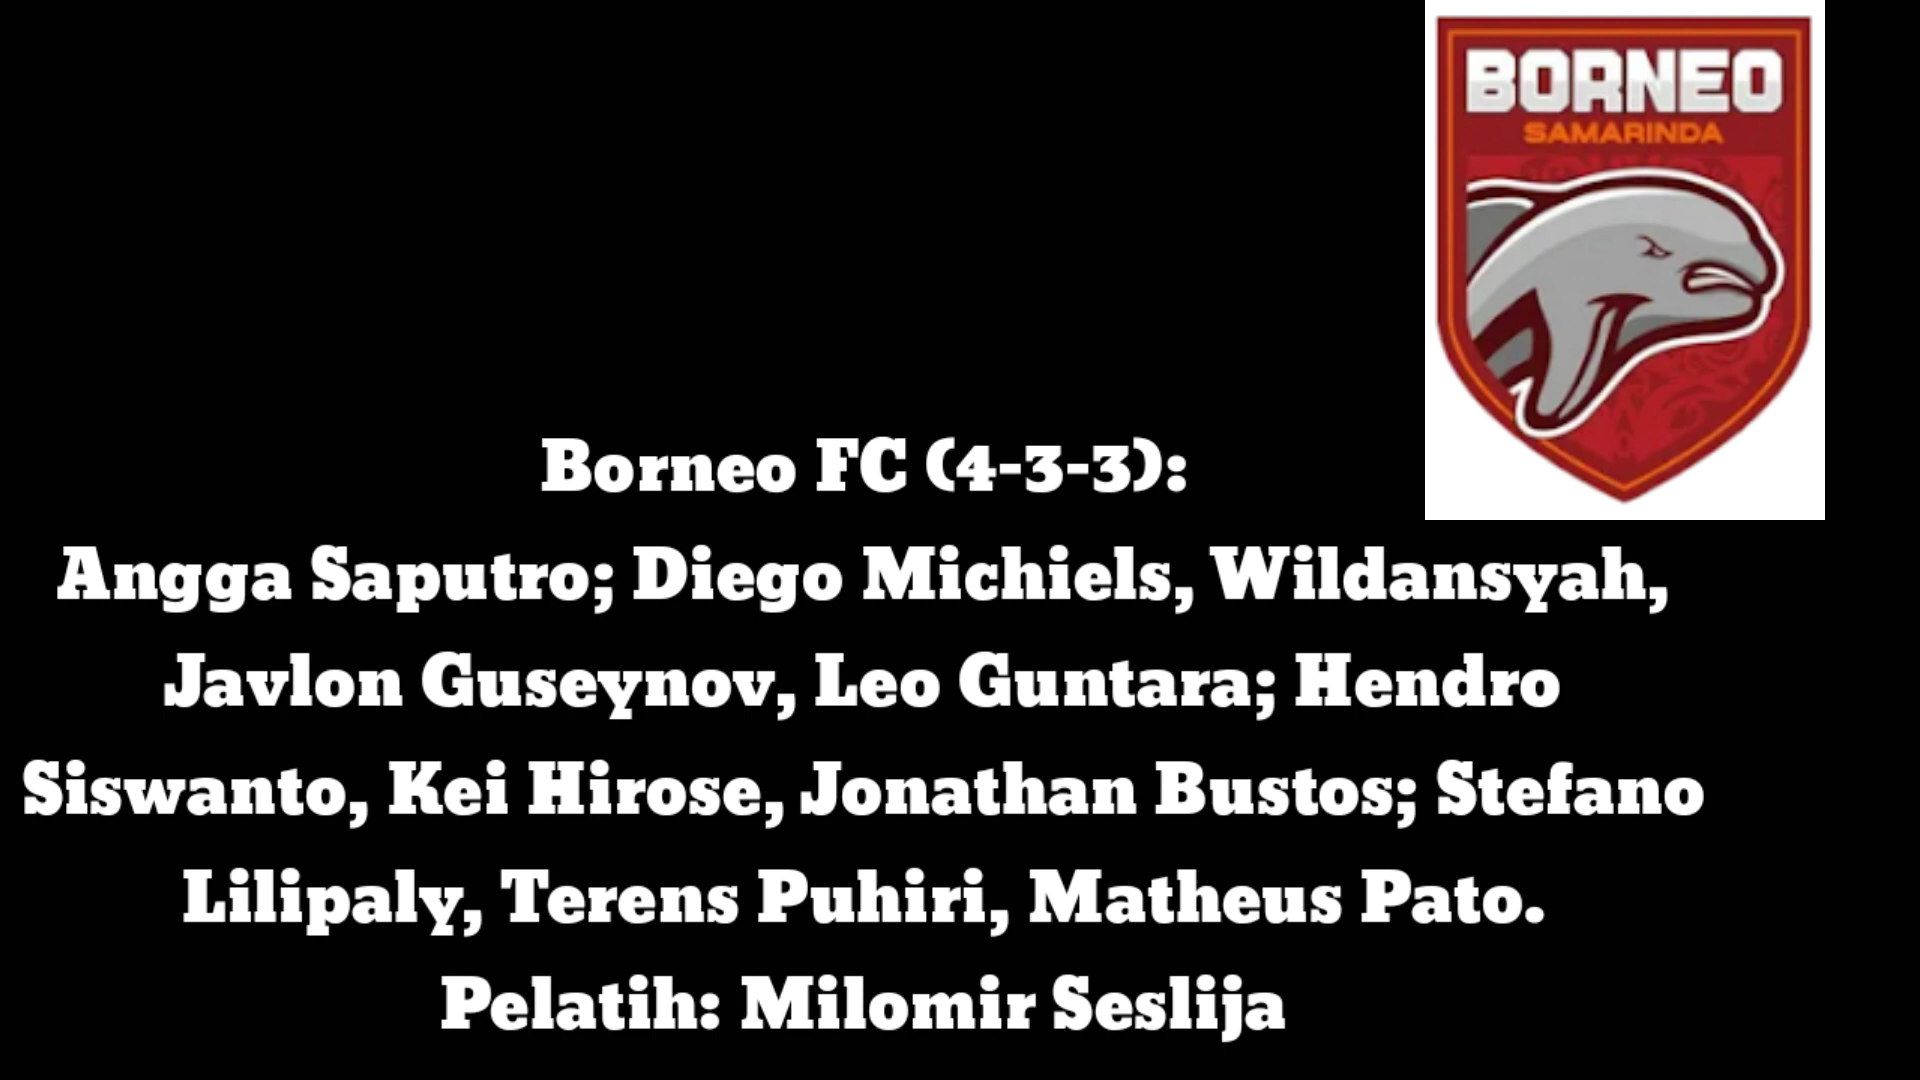 BORNEO
SAMARINDA
Borneo FC (4-3-3):
Angga Saputro; Diego Michiels, Wildansyah,
Javlon Guseynov, Leo Guntara; Hendro
Siswanto, Kei Hirose, Jonathan Bustos; Stefano
Lilipaly, Terens Puhiri, Matheus Pato.
Pelatih: Milomir Seslija